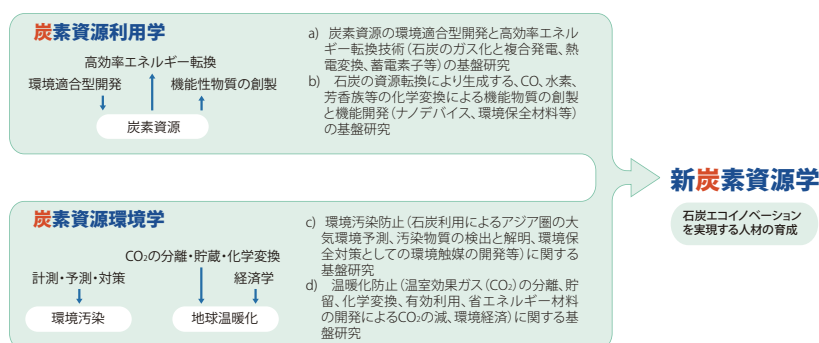 炭素資源利用学
高効率エネルギー転換
環境適合型開発
機能性物質の創製
炭素資源
a) 炭素資源の環境適合型開発と高効率エネル
ギー転換技術(石炭のガス化と複合発電、熱
電変換、蓄電素子等)の基盤研究
b) 石炭の資源転換により生成する、CO、水素、
芳香族等の化学変換による機能物質の創製
と機能開発(ナノデバイス、環境保全材料等)
の基盤研究
炭素資源環境学
CO₂の分離・貯蔵・化学変換
計測・予測・対策
経済学
環境汚染
地球温暖化
c) 環境汚染防止(石炭利用によるアジア圏の大
気環境予測、汚染物質の検出と解明、環境保
全対策としての環境触媒の開発等)に関する
基盤研究
d) 温暖化防止(温室効果ガス(CO₂)の分離、貯
留、化学変換、有効利用、省エネルギー材料
の開発によるCO₂の減、環境経済)に関する基
盤研究
新炭素資源学
石炭エコイノベーション
を実現する人材の育成